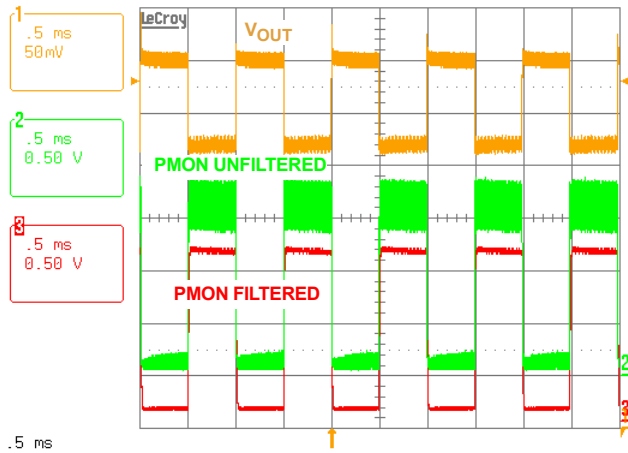 1
.5 ms
50mV
LeCroy
VOUT
2
.5 ms
0.50 V
PMON UNFILTERED
3
.5 ms
0.50 V
PMON FILTERED
2
3
.5 ms